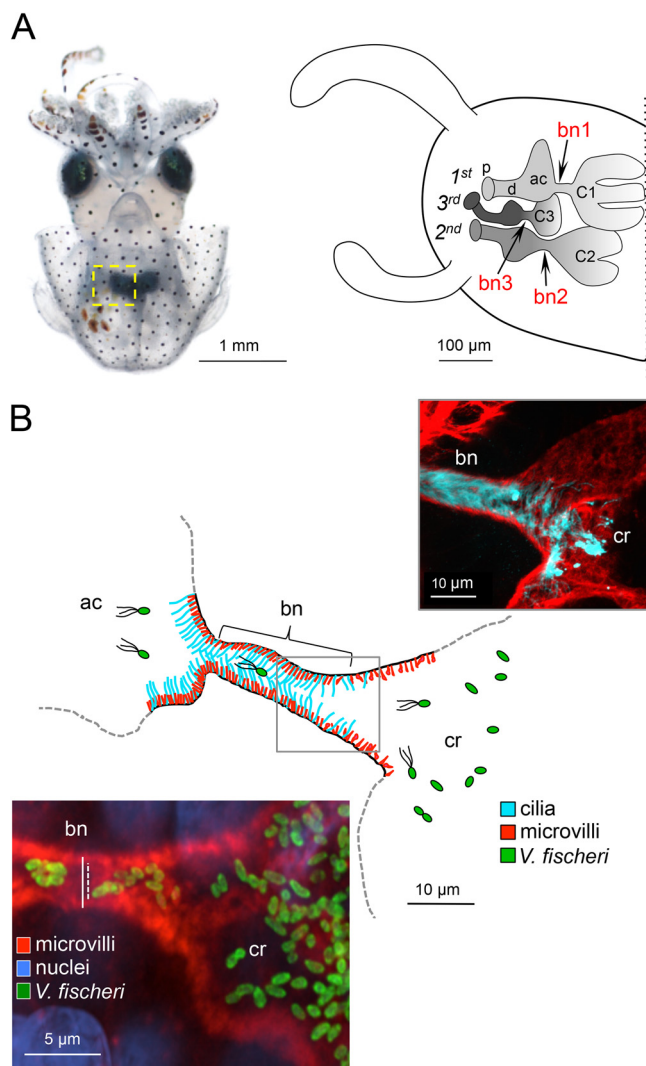 A
bn1
p
1st
ac
d
C1
3rd
C3
2nd
C2
bn3
bn2
1 mm
100 µm
B
bn
cr
10 µm
ac
bn
cr
cilia
microvilli
V. fischeri
10 µm
bn
cr
microvilli
nuclei
V. fischeri
5 µm